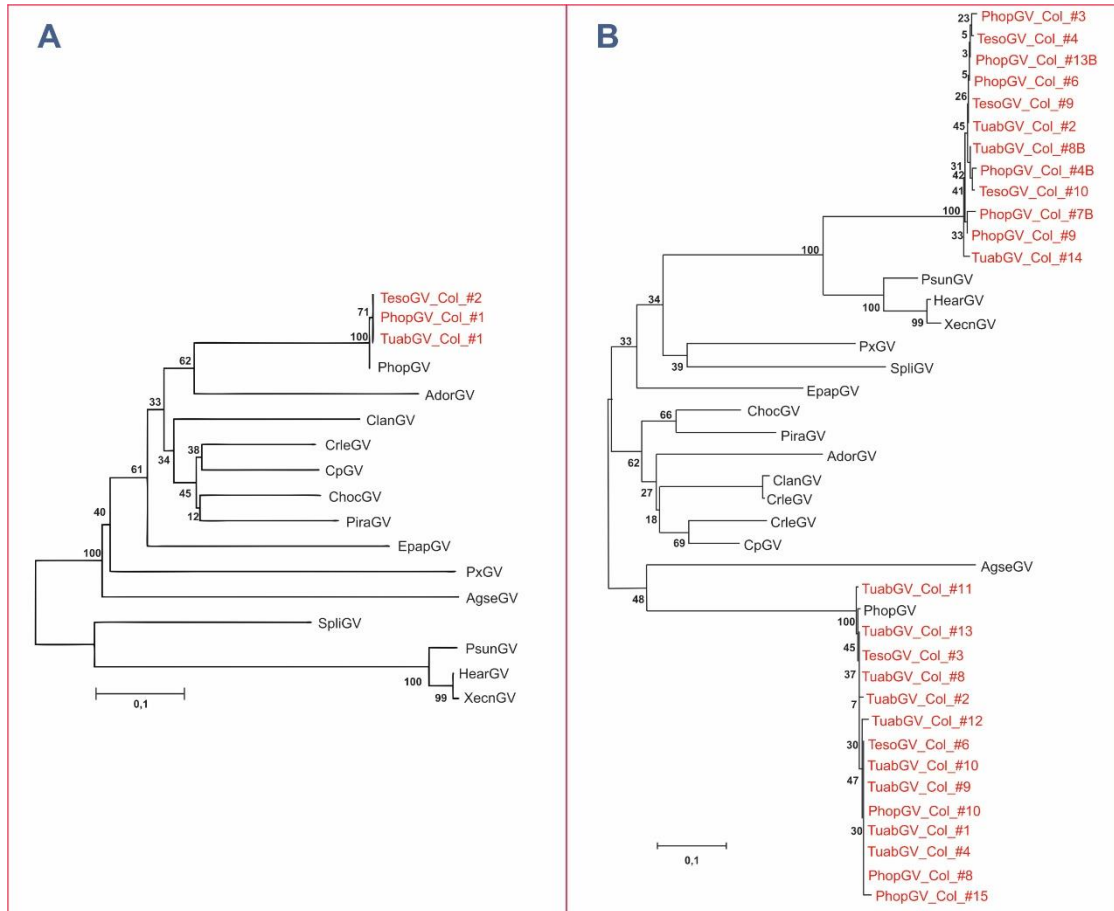 A
71
TesoGV_Col_#2
PhopGV_Col_#1
100
TuabGV_Col_#1
62
PhopGV
AdorGV
33
ClanGV
34
38
CrleGV
61
CpGV
45
ChocGV
40
12
PiraGV
100
EpapGV
PxGV
AgseGV
SpliGV
PsunGV
100
HearGV
99
XecnGV
0,1
B
23
PhopGV_Col_#3
5
TesoGV_Col_#4
3
PhopGV_Col_#13B
5
PhopGV_Col_#6
26
TesoGV_Col_#9
45
TuabGV_Col_#2
TuabGV_Col_#8B
31
PhopGV_Col_#4B
42
41
TesoGV_Col_#10
100
PhopGV_Col_#7B
33
PhopGV_Col_#9
100
TuabGV_Col_#14
PsunGV
34
100
HearGV
99
XecnGV
33
PxGV
39
SpliGV
EpapGV
66
ChocGV
PiraGV
62
AdorGV
27
ClanGV
CrleGV
18
CrleGV
69
CpGV
AgseGV
48
TuabGV_Col_#11
PhopGV
100
TuabGV_Col_#13
45
TesoGV_Col_#3
37
TuabGV_Col_#8
7
TuabGV_Col_#2
TuabGV_Col_#12
30
TesoGV_Col_#6
TuabGV_Col_#10
47
TuabGV_Col_#9
PhopGV_Col_#10
30
TuabGV_Col_#1
TuabGV_Col_#4
PhopGV_Col_#8
PhopGV_Col_#15
0,1